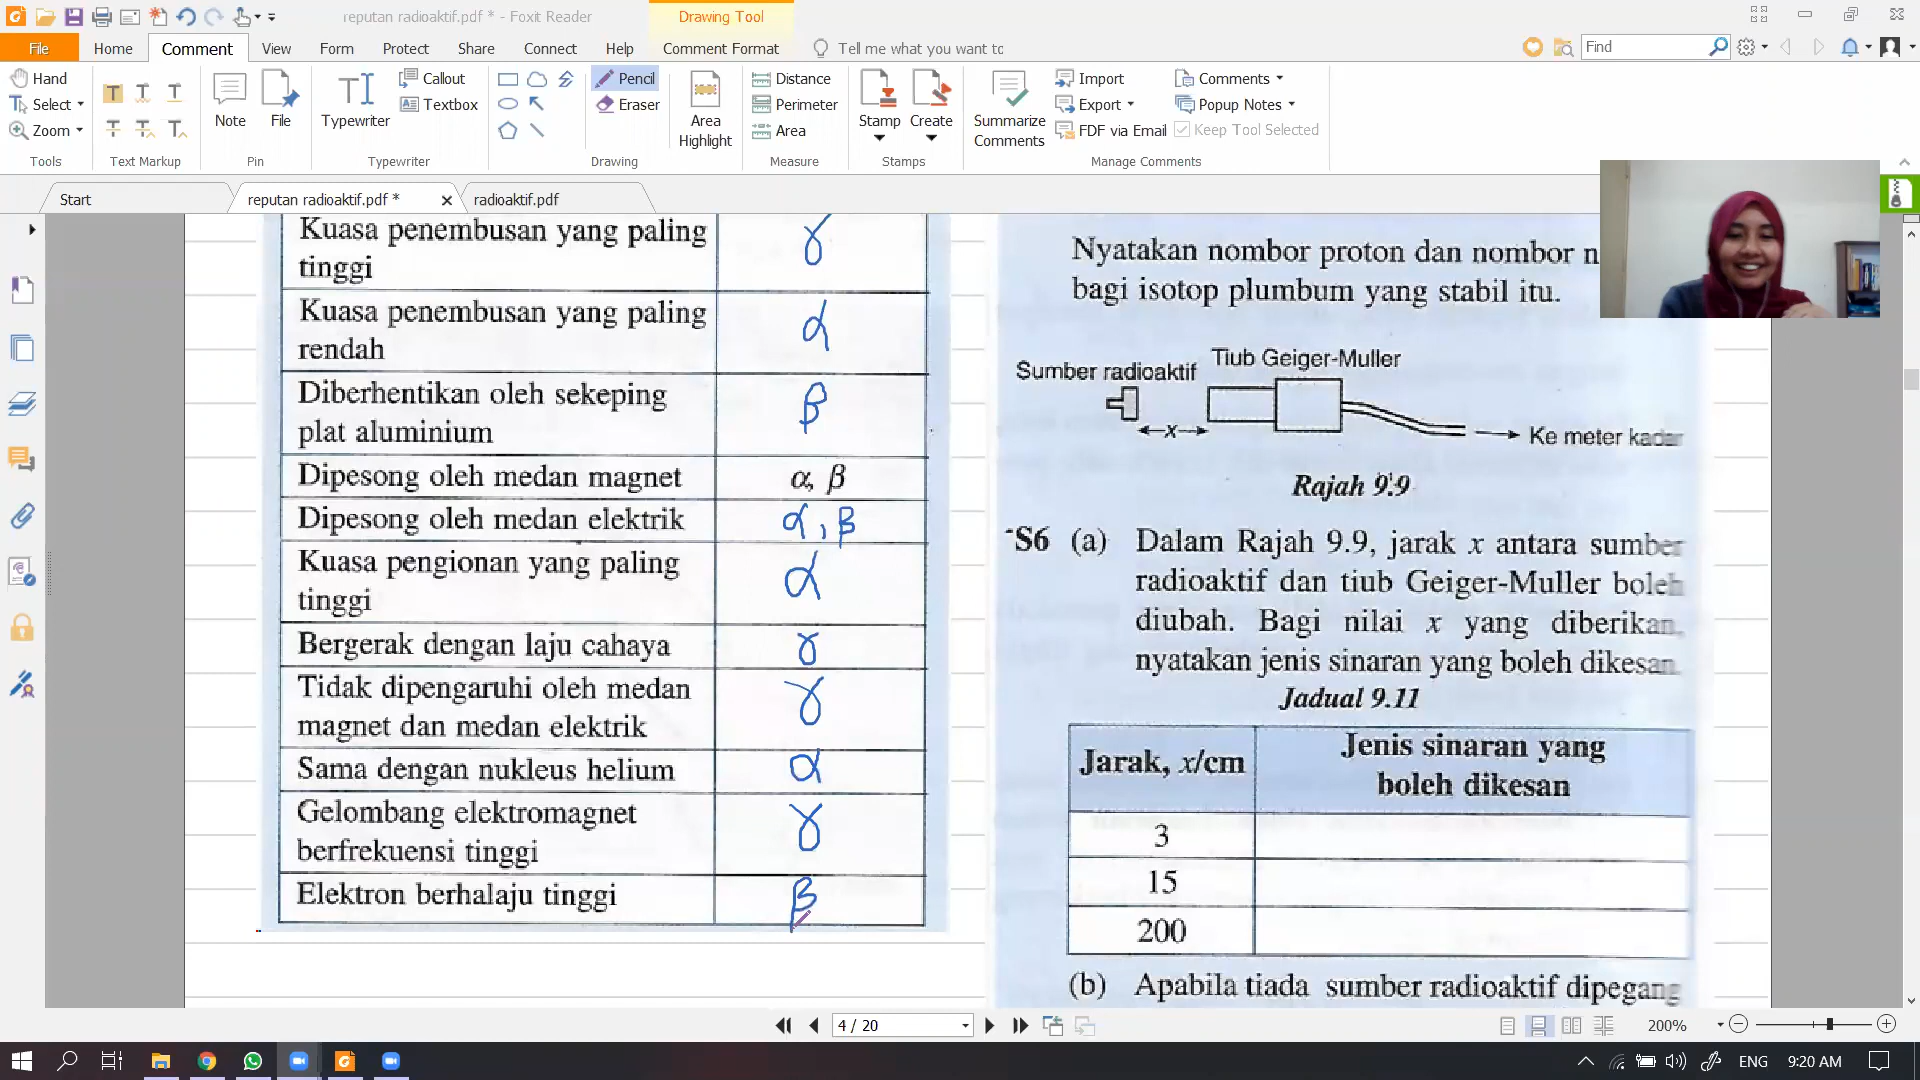 reputan radioaktif.pdf * - Foxit Reader
Drawing Tool
File Home Comment View Form Protect Share Connect Help Comment Format Tell me what you want to
Find
Hand
Select
Zoom
Tools
Text Markup
Note
File
Pin
Typewriter
Callout
Textbox
Typewriter
Pencil
Eraser
Drawing
Area
Highlight
Distance
Perimeter
Area
Measure
Stamp
Create
Stamps
Summarize
Comments
Import
Export
FDF via Email
Comments
Popup Notes
Keep Tool Selected
Manage Comments
Start
reputan radioaktif.pdf *
radioaktif.pdf
Kuasa penembusan yang paling
tinggi
γ
Kuasa penembusan yang paling
rendah
α
Diberhentikan oleh sekeping
plat aluminium
β
Dipesong oleh medan magnet
α, β
Dipesong oleh medan elektrik
α, β
Kuasa pengionan yang paling
tinggi
α
Bergerak dengan laju cahaya
γ
Tidak dipengaruhi oleh medan
magnet dan medan elektrik
γ
Sama dengan nukleus helium
α
Gelombang elektromagnet
berfrekuensi tinggi
γ
Elektron berhalaju tinggi
β
Nyatakan nombor proton dan nombor n
bagi isotop plumbum yang stabil itu.
Sumber radioaktif
Tiub Geiger-Muller
x
Ke meter kadar
Rajah 9.9
S6 (a) Dalam Rajah 9.9, jarak x antara sumber
radioaktif dan tiub Geiger-Muller boleh
diubah. Bagi nilai x yang diberikan,
nyatakan jenis sinaran yang boleh dikesan.
Jadual 9.11
Jarak, x/cm
Jenis sinaran yang
boleh dikesan
3
15
200
(b) Apabila tiada sumber radioaktif dipegang
4 / 20
200%
ENG
9:20 AM